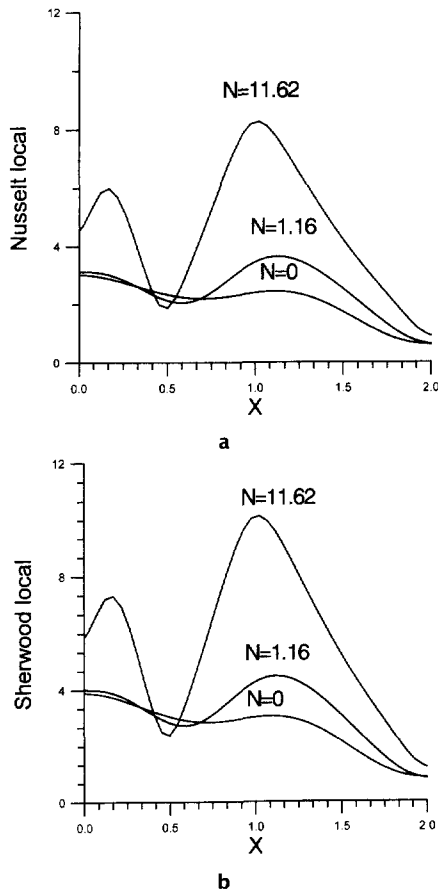 12
8
4
0
Nusselt local
N=11.62
N=1.16
N=0
0.0 0.5 1.0 1.5 2.0
X
a
12
8
4
0
Sherwood local
N=11.62
N=1.16
N=0
0.0 0.5 1.0 1.5 2.0
X
b